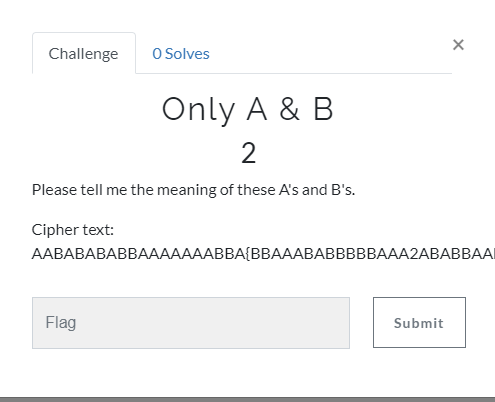 Challenge
0 Solves
×
Only A & B
2
Please tell me the meaning of these A's and B's.
Cipher text:
AABABABABBAAAAAAABBA{BBAAABABBBBBAAA2ABABBAA
Flag
Submit